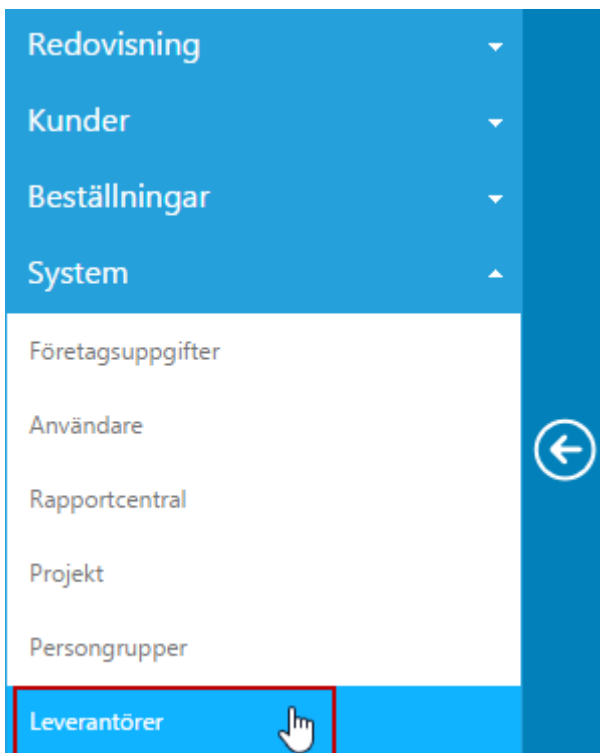 Redovisning
Kunder
Beställningar
System
Företagsuppgifter
Användare
Rapportcentral
Projekt
Persongrupper
Leverantörer